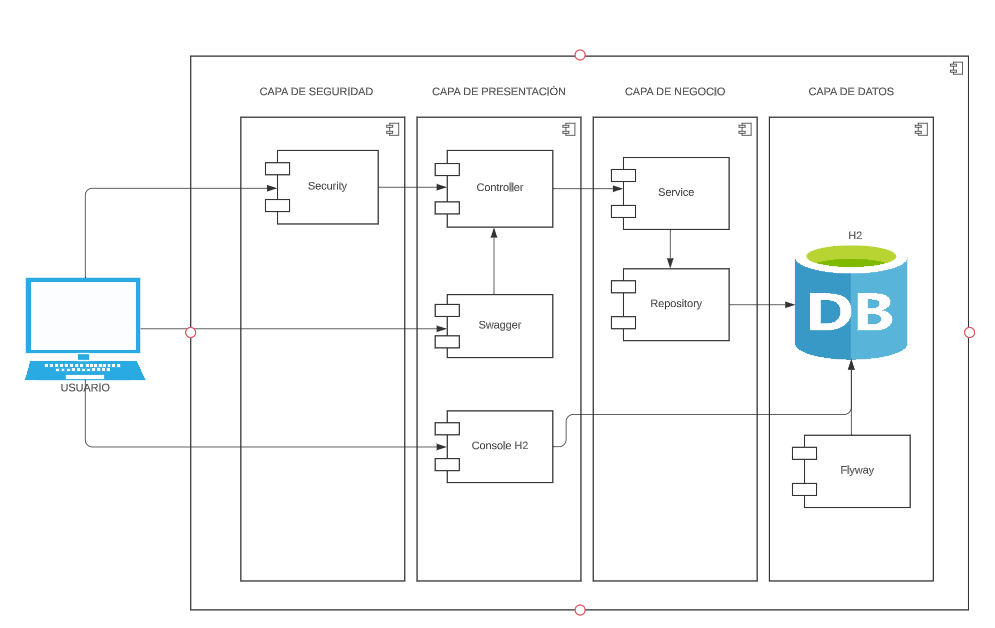 CAPA DE SEGURIDAD
CAPA DE PRESENTACIÓN
CAPA DE NEGOCIO
CAPA DE DATOS
Security
Controller
Service
H2
DB
Repository
Swagger
USUARIO
Console H2
Flyway